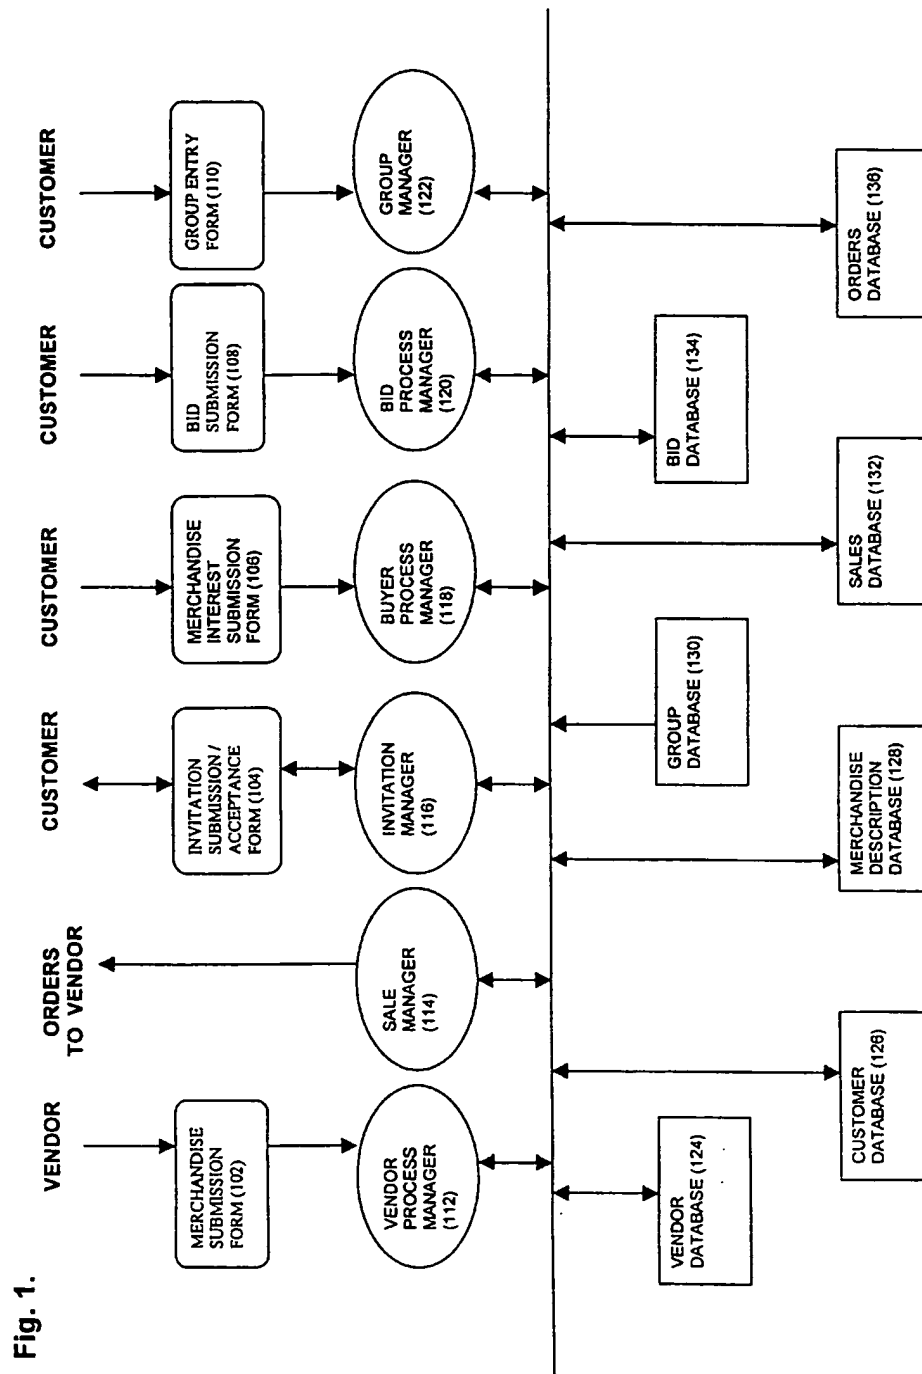 Fig. 1.
VENDOR
ORDERS
TO VENDOR
CUSTOMER
CUSTOMER
CUSTOMER
CUSTOMER
MERCHANDISE
SUBMISSION
FORM (102)
INVITATION
SUBMISSION/
ACCEPTANCE
FORM (104)
MERCHANDISE
INTEREST
SUBMISSION
FORM (106)
BID
SUBMISSION
FORM (108)
GROUP ENTRY
FORM (110)
VENDOR
PROCESS
MANAGER
(112)
SALE
MANAGER
(114)
INVITATION
MANAGER
(116)
BUYER
PROCESS
MANAGER
(118)
BID
PROCESS
MANAGER
(120)
GROUP
MANAGER
(122)
VENDOR
DATABASE (124)
GROUP
DATABASE (130)
BID
DATABASE (134)
CUSTOMER
DATABASE (126)
MERCHANDISE
DESCRIPTION
DATABASE (128)
SALES
DATABASE (132)
ORDERS
DATABASE (136)